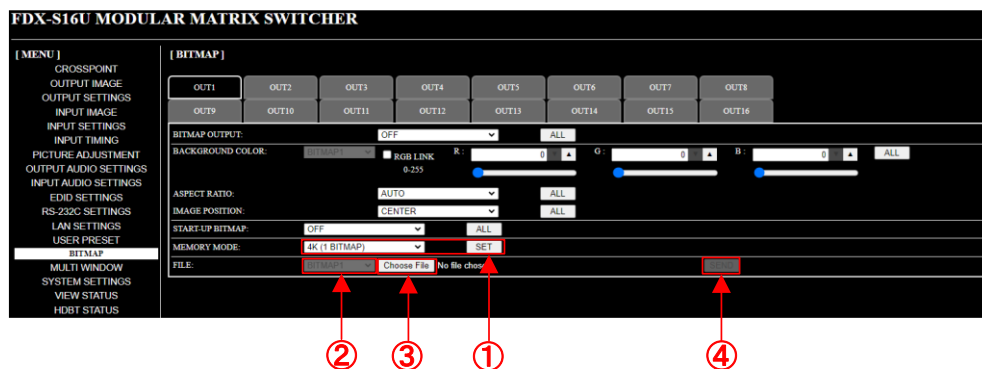 FDX-S16U MODULAR MATRIX SWITCHER
[ MENU ]
CROSSPOINT
OUTPUT IMAGE
OUTPUT SETTINGS
INPUT IMAGE
INPUT SETTINGS
INPUT TIMING
PICTURE ADJUSTMENT
OUTPUT AUDIO SETTINGS
INPUT AUDIO SETTINGS
EDID SETTINGS
RS-232C SETTINGS
LAN SETTINGS
USER PRESET
BITMAP
MULTI WINDOW
SYSTEM SETTINGS
VIEW STATUS
HDBT STATUS
[ BITMAP ]
OUT1 OUT2 OUT3 OUT4 OUT5 OUT6 OUT7 OUT8
OUT9 OUT10 OUT11 OUT12 OUT13 OUT14 OUT15 OUT16
BITMAP OUTPUT: OFF ALL
BACKGROUND COLOR: BITMAP1 RGB LINK R : 0 G : 0 B : 0 ALL
0-255
ASPECT RATIO: AUTO ALL
IMAGE POSITION: CENTER ALL
START-UP BITMAP: OFF ALL
MEMORY MODE: 4K (1 BITMAP) SET
FILE: BITMAP1 Choose File No file chosen SEND
② ③ ① ④